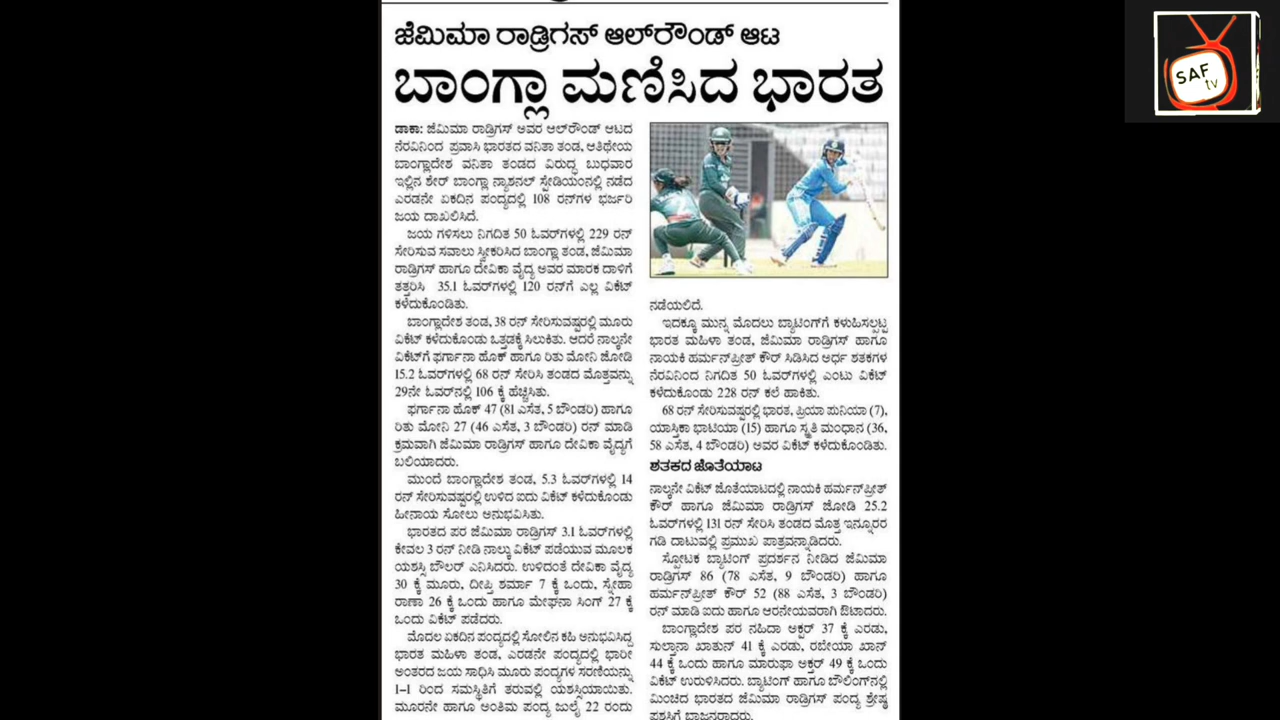 ಜೆಮಿಮಾ ರಾಡ್ರಿಗಸ್ ಆಲ್‌ರೌಂಡ್ ಆಟ
ಬಾಂಗ್ಲಾ ಮಣಿಸಿದ ಭಾರತ
ಡಾಕಾ: ಜೆಮಿಮಾ ರಾಡ್ರಿಗಸ್ ಅವರ ಆಲ್‌ರೌಂಡ್ ಆಟದ
ನೆರವಿನಿಂದ ಪ್ರವಾಸಿ ಭಾರತದ ವನಿತಾ ತಂಡ, ಆತಿಥೇಯ
ಬಾಂಗ್ಲಾದೇಶ ವನಿತಾ ತಂಡದ ವಿರುದ್ಧ ಬುಧವಾರ
ಇಲ್ಲಿನ ಶೇರ್ ಬಾಂಗ್ಲಾ ನ್ಯಾಶನಲ್ ಸ್ಟೇಡಿಯಂನಲ್ಲಿ ನಡೆದ
ಎರಡನೇ ಏಕದಿನ ಪಂದ್ಯದಲ್ಲಿ 108 ರನ್‌ಗಳ ಭರ್ಜರಿ
ಜಯ ದಾಖಲಿಸಿದೆ.
ಜಯ ಗಳಿಸಲು ನಿಗದಿತ 50 ಓವರ್‌ಗಳಲ್ಲಿ 229 ರನ್
ಸೇರಿಸುವ ಸವಾಲು ಸ್ವೀಕರಿಸಿದ ಬಾಂಗ್ಲಾ ತಂಡ, ಜೆಮಿಮಾ
ರಾಡ್ರಿಗಸ್ ಹಾಗೂ ದೇವಿಕಾ ವೈದ್ಯ ಅವರ ಮಾರಕ ದಾಳಿಗೆ
ತತ್ತರಿಸಿ 35.1 ಓವರ್‌ಗಳಲ್ಲಿ 120 ರನ್‌ಗೆ ಎಲ್ಲ ವಿಕೆಟ್
ಕಳೆದುಕೊಂಡಿತು.
ಬಾಂಗ್ಲಾದೇಶ ತಂಡ, 38 ರನ್ ಸೇರಿಸುವಷ್ಟರಲ್ಲಿ ಮೂರು
ವಿಕೆಟ್ ಕಳೆದುಕೊಂಡು ಒತ್ತಡಕ್ಕೆ ಸಿಲುಕಿತು. ಆದರೆ ನಾಲ್ಕನೇ
ವಿಕೆಟ್‌ಗೆ ಫರ್ಗಾನಾ ಹೊಕ್ ಹಾಗೂ ರಿತು ಮೋನಿ ಜೋಡಿ
15.2 ಓವರ್‌ಗಳಲ್ಲಿ 68 ರನ್ ಸೇರಿಸಿ ತಂಡದ ಮೊತ್ತವನ್ನು
29ನೇ ಓವರ್‌ನಲ್ಲಿ 106 ಕ್ಕೆ ಹೆಚ್ಚಿಸಿತು.
ಫರ್ಗಾನಾ ಹೊಕ್ 47 (81 ಎಸೆತ, 5 ಬೌಂಡರಿ) ಹಾಗೂ
ರಿತು ಮೋನಿ 27 (46 ಎಸೆತ, 3 ಬೌಂಡರಿ) ರನ್ ಮಾಡಿ
ಕ್ರಮವಾಗಿ ಜೆಮಿಮಾ ರಾಡ್ರಿಗಸ್ ಹಾಗೂ ದೇವಿಕಾ ವೈದ್ಯಗೆ
ಬಲಿಯಾದರು.
ಮುಂದೆ ಬಾಂಗ್ಲಾದೇಶ ತಂಡ, 5.3 ಓವರ್‌ಗಳಲ್ಲಿ 14
ರನ್ ಸೇರಿಸುವಷ್ಟರಲ್ಲಿ ಉಳಿದ ಐದು ವಿಕೆಟ್ ಕಳೆದುಕೊಂಡು
ಹೀನಾಯ ಸೋಲು ಅನುಭವಿಸಿತು.
ಭಾರತದ ಪರ ಜೆಮಿಮಾ ರಾಡ್ರಿಗಸ್ 3.1 ಓವರ್‌ಗಳಲ್ಲಿ
ಕೇವಲ 3 ರನ್ ನೀಡಿ ನಾಲ್ಕು ವಿಕೆಟ್ ಪಡೆಯುವ ಮೂಲಕ
ಯಶಸ್ವಿ ಬೌಲರ್ ಎನಿಸಿದರು. ಉಳಿದಂತೆ ದೇವಿಕಾ ವೈದ್ಯ
30 ಕ್ಕೆ ಮೂರು, ದೀಪ್ತಿ ಶರ್ಮಾ 7 ಕ್ಕೆ ಒಂದು, ಸ್ನೇಹಾ
ರಾಣಾ 26 ಕ್ಕೆ ಒಂದು ಹಾಗೂ ಮೇಘನಾ ಸಿಂಗ್ 27 ಕ್ಕೆ
ಒಂದು ವಿಕೆಟ್ ಪಡೆದರು.
ಮೊದಲ ಏಕದಿನ ಪಂದ್ಯದಲ್ಲಿ ಸೋಲಿನ ಕಹಿ ಅನುಭವಿಸಿದ್ದ
ಭಾರತ ಮಹಿಳಾ ತಂಡ, ಎರಡನೇ ಪಂದ್ಯದಲ್ಲಿ ಭಾರೀ
ಅಂತರದ ಜಯ ಸಾಧಿಸಿ ಮೂರು ಪಂದ್ಯಗಳ ಸರಣಿಯನ್ನು
1–1 ರಿಂದ ಸಮಸ್ಥಿತಿಗೆ ತರುವಲ್ಲಿ ಯಶಸ್ವಿಯಾಯಿತು.
ಮೂರನೇ ಹಾಗೂ ಅಂತಿಮ ಪಂದ್ಯ ಜುಲೈ 22 ರಂದು
ನಡೆಯಲಿದೆ.
ಇದಕ್ಕೂ ಮುನ್ನ ಮೊದಲು ಬ್ಯಾಟಿಂಗ್‌ಗೆ ಕಳುಹಿಸಲ್ಪಟ್ಟ
ಭಾರತ ಮಹಿಳಾ ತಂಡ, ಜೆಮಿಮಾ ರಾಡ್ರಿಗಸ್ ಹಾಗೂ
ನಾಯಕಿ ಹರ್ಮನ್‌ಪ್ರೀತ್ ಕೌರ್ ಸಿಡಿಸಿದ ಅರ್ಧ ಶತಕಗಳ
ನೆರವಿನಿಂದ ನಿಗದಿತ 50 ಓವರ್‌ಗಳಲ್ಲಿ ಎಂಟು ವಿಕೆಟ್
ಕಳೆದುಕೊಂಡು 228 ರನ್ ಕಲೆ ಹಾಕಿತು.
68 ರನ್ ಸೇರಿಸುವಷ್ಟರಲ್ಲಿ ಭಾರತ, ಪ್ರಿಯಾ ಪುನಿಯಾ (7),
ಯಾಸ್ತಿಕಾ ಭಾಟಿಯಾ (15) ಹಾಗೂ ಸ್ಮೃತಿ ಮಂಧಾನ (36,
58 ಎಸೆತ, 4 ಬೌಂಡರಿ) ಅವರ ವಿಕೆಟ್ ಕಳೆದುಕೊಂಡಿತು.
ಶತಕದ ಜೊತೆಯಾಟ
ನಾಲ್ಕನೇ ವಿಕೆಟ್ ಜೊತೆಯಾಟದಲ್ಲಿ ನಾಯಕಿ ಹರ್ಮನ್‌ಪ್ರೀತ್
ಕೌರ್ ಹಾಗೂ ಜೆಮಿಮಾ ರಾಡ್ರಿಗಸ್ ಜೋಡಿ 25.2
ಓವರ್‌ಗಳಲ್ಲಿ 131 ರನ್ ಸೇರಿಸಿ ತಂಡದ ಮೊತ್ತ ಇನ್ನೂರರ
ಗಡಿ ದಾಟುವಲ್ಲಿ ಪ್ರಮುಖ ಪಾತ್ರವನ್ನಾಡಿದರು.
ಸ್ಫೋಟಕ ಬ್ಯಾಟಿಂಗ್ ಪ್ರದರ್ಶನ ನೀಡಿದ ಜೆಮಿಮಾ
ರಾಡ್ರಿಗಸ್ 86 (78 ಎಸೆತ, 9 ಬೌಂಡರಿ) ಹಾಗೂ
ಹರ್ಮನ್‌ಪ್ರೀತ್ ಕೌರ್ 52 (88 ಎಸೆತ, 3 ಬೌಂಡರಿ)
ರನ್ ಮಾಡಿ ಐದು ಹಾಗೂ ಆರನೇಯವರಾಗಿ ಔಟಾದರು.
ಬಾಂಗ್ಲಾದೇಶ ಪರ ನಹಿದಾ ಅಕ್ಟರ್ 37 ಕ್ಕೆ ಎರಡು,
ಸುಲ್ತಾನಾ ಖಾತುನ್ 41 ಕ್ಕೆ ಎರಡು, ರಬೇಯಾ ಖಾನ್
44 ಕ್ಕೆ ಒಂದು ಹಾಗೂ ಮಾರುಫಾ ಅಕ್ತರ್ 49 ಕ್ಕೆ ಒಂದು
ವಿಕೆಟ್ ಉರುಳಿಸಿದರು. ಬ್ಯಾಟಿಂಗ್ ಹಾಗೂ ಬೌಲಿಂಗ್‌ನಲ್ಲಿ
ಮಿಂಚಿದ ಭಾರತದ ಜೆಮಿಮಾ ರಾಡ್ರಿಗಸ್ ಪಂದ್ಯ ಶ್ರೇಷ್ಠ
ಪ್ರಶಸ್ತಿಗೆ ಭಾಜನರಾದರು.
SAF
tv